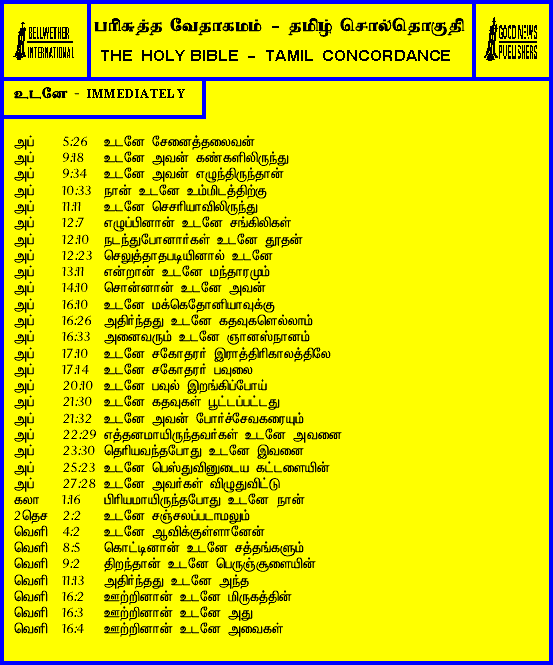 BELLWETHER
INTERNATIONAL
பரிசுத்த வேதாகமம் - தமிழ் சொல்தொகுதி
THE HOLY BIBLE - TAMIL CONCORDANCE
GOOD NEWS
PUBLISHERS
உடனே - IMMEDIATELY
அப் 5:26 உடனே சேனைத்தலைவன்
அப் 9:18 உடனே அவன் கண்களிலிருந்து
அப் 9:34 உடனே அவன் எழுந்திருந்தான்
அப் 10:33 நான் உடனே உம்மிடத்திற்கு
அப் 11:11 உடனே செசரியாவிலிருந்து
அப் 12:7 எழுப்பினான் உடனே சங்கிலிகள்
அப் 12:10 நடந்துபோனார்கள் உடனே தூதன்
அப் 12:23 செலுத்தாதபடியினால் உடனே
அப் 13:11 என்றான் உடனே மந்தாரமும்
அப் 14:10 சொன்னான் உடனே அவன்
அப் 16:10 உடனே மக்கெதோனியாவுக்கு
அப் 16:26 அதிர்ந்தது உடனே கதவுகளெல்லாம்
அப் 16:33 அனைவரும் உடனே ஞானஸ்நானம்
அப் 17:10 உடனே சகோதரர் இராத்திரிகாலத்திலே
அப் 17:14 உடனே சகோதரர் பவுலை
அப் 20:10 உடனே பவுல் இறங்கிப்போய்
அப் 21:30 உடனே கதவுகள் பூட்டப்பட்டது
அப் 21:32 உடனே அவன் போர்ச்சேவகரையும்
அப் 22:29 எத்தனமாயிருந்தவர்கள் உடனே அவனை
அப் 23:30 தெரியவந்தபோது உடனே இவனை
அப் 25:23 உடனே பெஸ்துவினுடைய கட்டளையின்
அப் 27:28 உடனே அவர்கள் விழுதுவிட்டு
கலா 1:16 பிரியமாயிருந்தபோது உடனே நான்
2தெச 2:2 உடனே சஞ்சலப்படாமலும்
வெளி 4:2 உடனே ஆவிக்குள்ளானேன்
வெளி 8:5 கொட்டினான் உடனே சத்தங்களும்
வெளி 9:2 திறந்தான் உடனே பெருஞ்சூளையின்
வெளி 11:13 அதிர்ந்தது உடனே அந்த
வெளி 16:2 ஊற்றினான் உடனே மிருகத்தின்
வெளி 16:3 ஊற்றினான் உடனே அது
வெளி 16:4 ஊற்றினான் உடனே அவைகள்